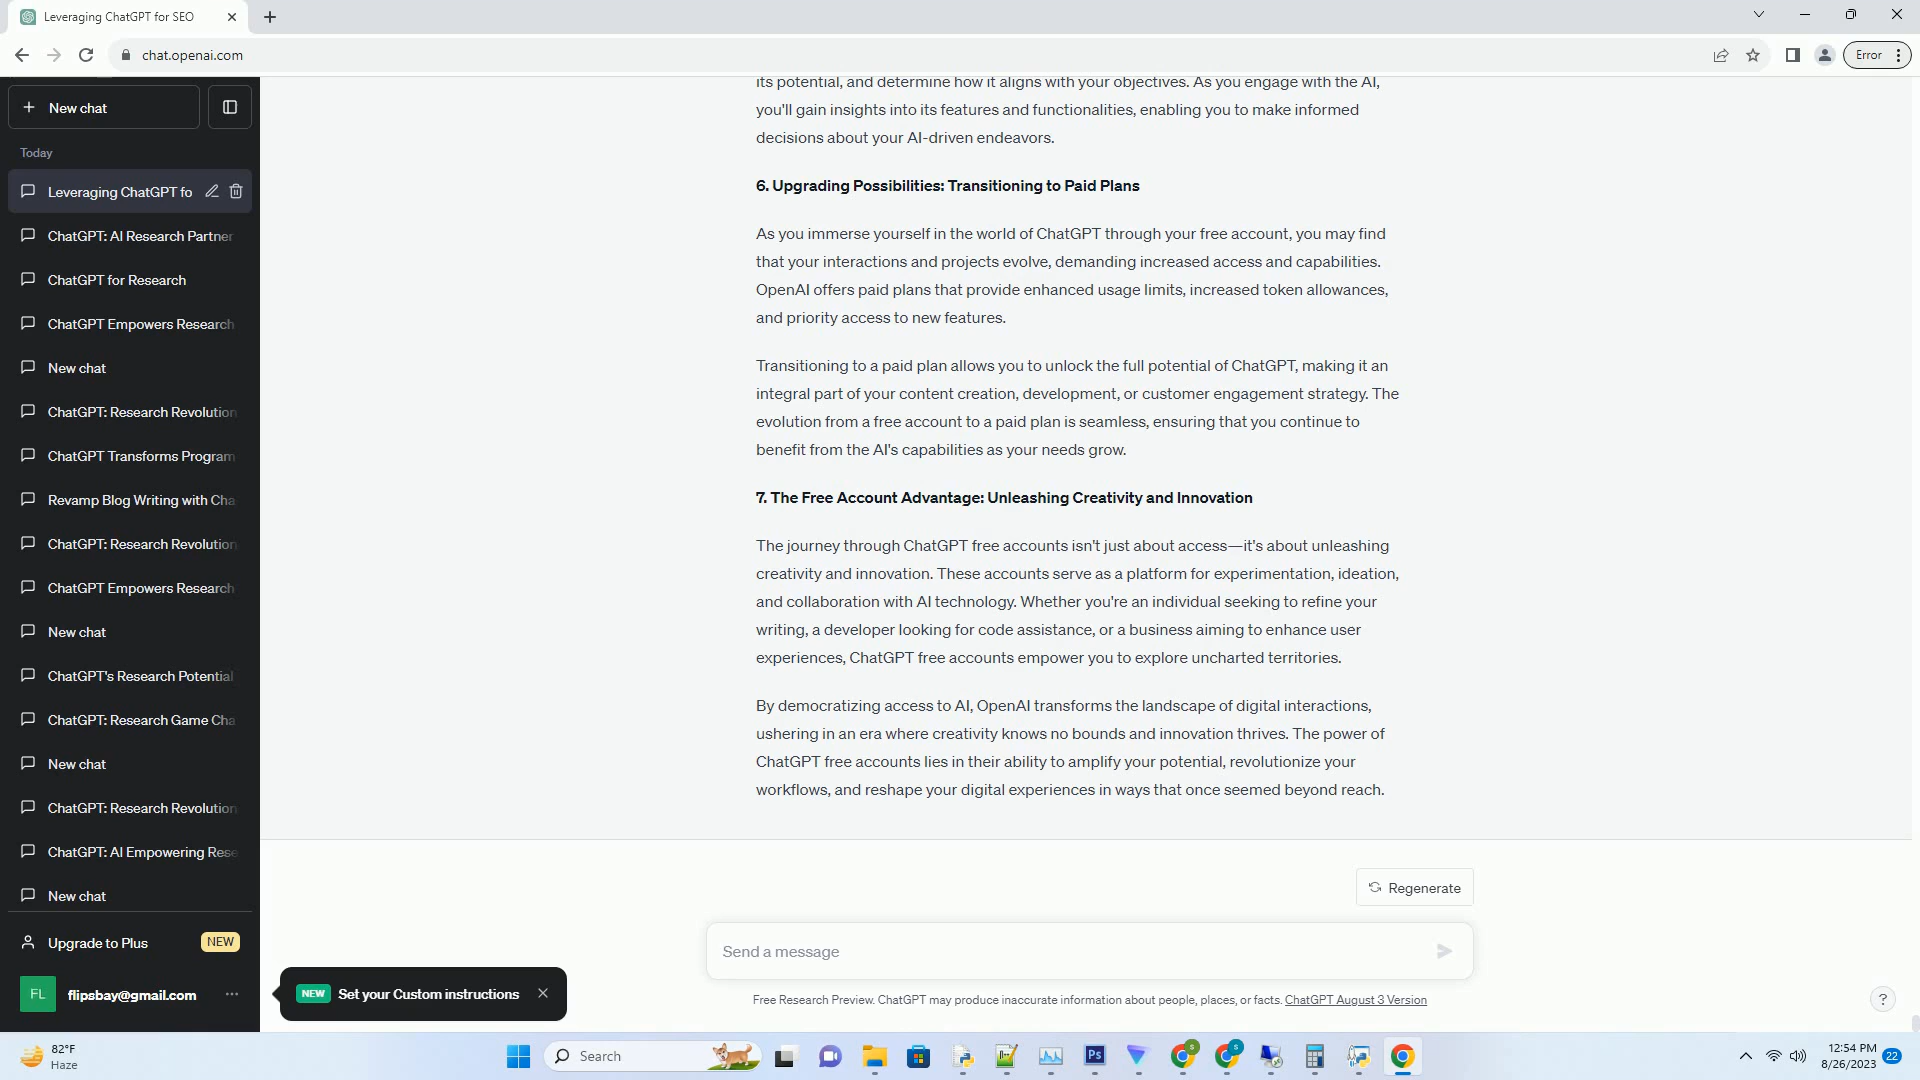 Leveraging ChatGPT for SEO
chat.openai.com
Error
New chat
Today
Leveraging ChatGPT fo
ChatGPT: AI Research Partner
ChatGPT for Research
ChatGPT Empowers Research
New chat
ChatGPT: Research Revolution
ChatGPT Transforms Program
Revamp Blog Writing with Cha
ChatGPT: Research Revolution
ChatGPT Empowers Research
New chat
ChatGPT's Research Potential
ChatGPT: Research Game Cha
New chat
ChatGPT: Research Revolution
ChatGPT: AI Empowering Rese
New chat
Upgrade to Plus NEW
FL flipsbay@gmail.com
its potential, and determine how it aligns with your objectives. As you engage with the AI,
you'll gain insights into its features and functionalities, enabling you to make informed
decisions about your AI-driven endeavors.
6. Upgrading Possibilities: Transitioning to Paid Plans
As you immerse yourself in the world of ChatGPT through your free account, you may find
that your interactions and projects evolve, demanding increased access and capabilities.
OpenAI offers paid plans that provide enhanced usage limits, increased token allowances,
and priority access to new features.
Transitioning to a paid plan allows you to unlock the full potential of ChatGPT, making it an
integral part of your content creation, development, or customer engagement strategy. The
evolution from a free account to a paid plan is seamless, ensuring that you continue to
benefit from the AI's capabilities as your needs grow.
7. The Free Account Advantage: Unleashing Creativity and Innovation
The journey through ChatGPT free accounts isn't just about access—it's about unleashing
creativity and innovation. These accounts serve as a platform for experimentation, ideation,
and collaboration with AI technology. Whether you're an individual seeking to refine your
writing, a developer looking for code assistance, or a business aiming to enhance user
experiences, ChatGPT free accounts empower you to explore uncharted territories.
By democratizing access to AI, OpenAI transforms the landscape of digital interactions,
ushering in an era where creativity knows no bounds and innovation thrives. The power of
ChatGPT free accounts lies in their ability to amplify your potential, revolutionize your
workflows, and reshape your digital experiences in ways that once seemed beyond reach.
Regenerate
Send a message
NEW Set your Custom instructions
Free Research Preview. ChatGPT may produce inaccurate information about people, places, or facts. ChatGPT August 3 Version
?
82°F
Haze
Search
Ps
S
S
12:54 PM
8/26/2023
22